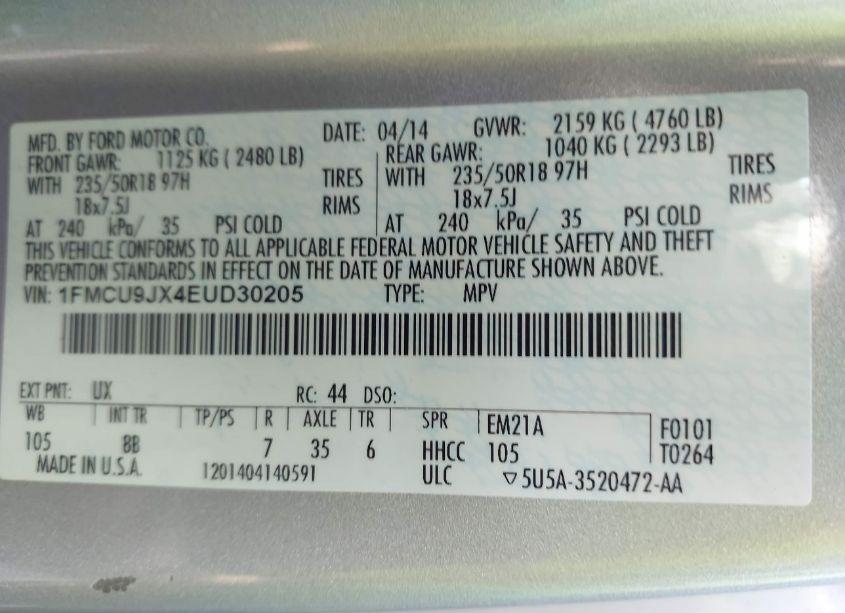 MFD. BY FORD MOTOR CO. DATE: 04/14 GVWR: 2159 KG ( 4760 LB)
FRONT GAWR: 1125 KG ( 2480 LB) REAR GAWR: 1040 KG ( 2293 LB)
WITH 235/50R18 97H TIRES WITH 235/50R18 97H TIRES
18x7.5J RIMS 18x7.5J RIMS
AT 240 kPa/ 35 PSI COLD AT 240 kPa/ 35 PSI COLD
THIS VEHICLE CONFORMS TO ALL APPLICABLE FEDERAL MOTOR VEHICLE SAFETY AND THEFT
PREVENTION STANDARDS IN EFFECT ON THE DATE OF MANUFACTURE SHOWN ABOVE.
VIN: 1FMCU9JX4EUD30205 TYPE: MPV
EXT PNT: UX RC: 44 DSO:
WB INT TR TP/PS R AXLE TR SPR EM21A F0101
105 8B 7 35 6 HHCC 105 T0264
MADE IN U.S.A. 1201404140591 ULC ▽5U5A-3520472-AA